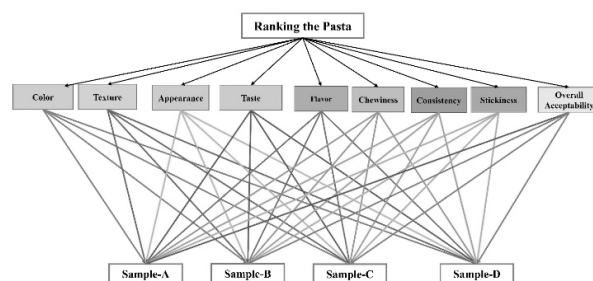 Ranking the Pasta
Color
Texture
Appearance
Taste
Flavor
Chewiness
Consistency
Stickiness
Overall
Acceptability
Sample-A
Sample-B
Sample-C
Sample-D